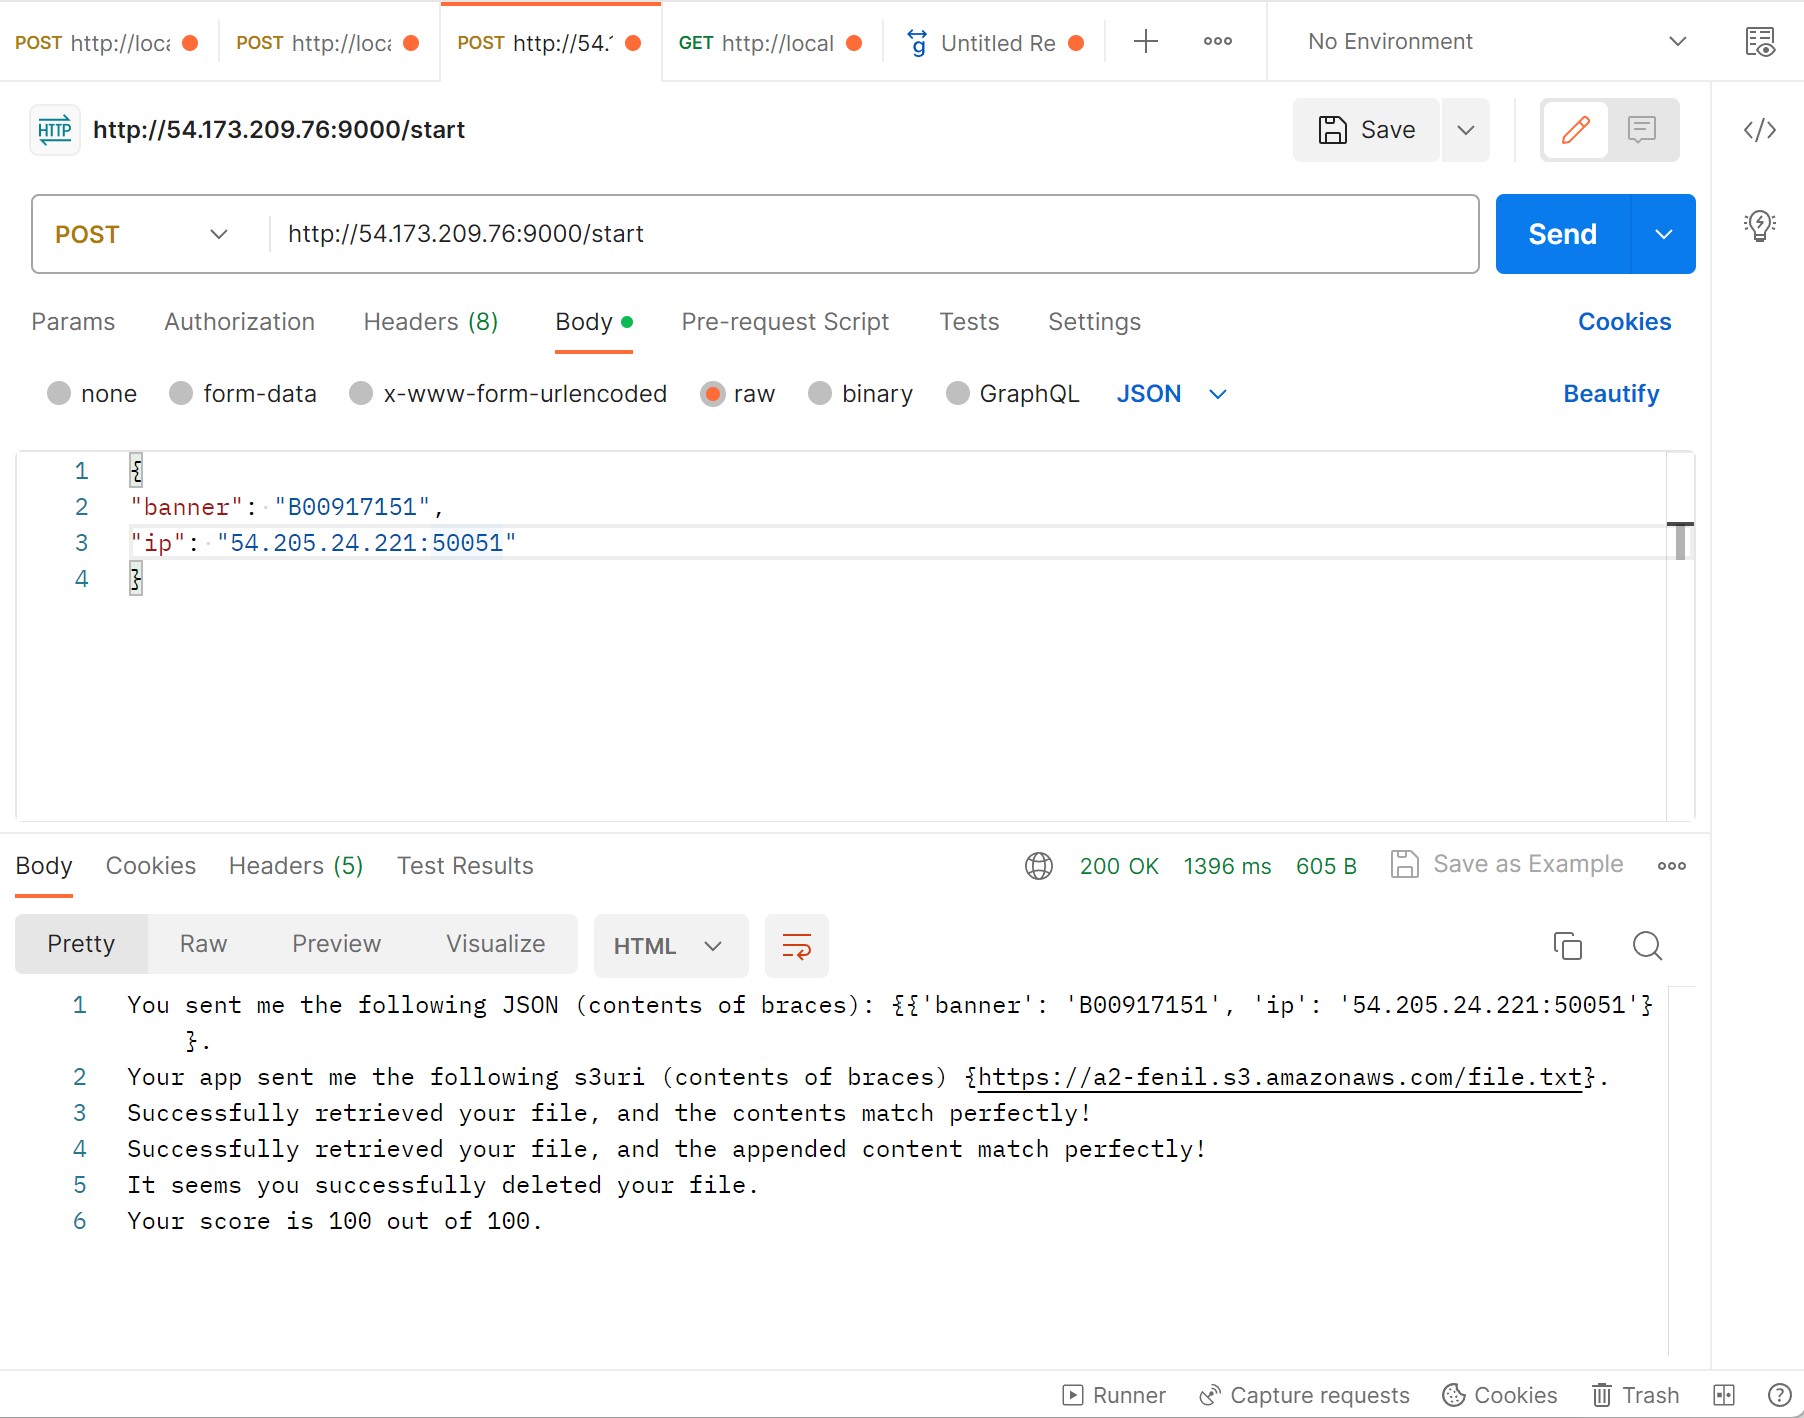 POST http://loca
POST http://loca
POST http://54.1
GET http://local
g Untitled Re
No Environment
HTTP http://54.173.209.76:9000/start
Save
POST http://54.173.209.76:9000/start
Send
Params Authorization Headers (8) Body Pre-request Script Tests Settings Cookies
none form-data x-www-form-urlencoded raw binary GraphQL JSON Beautify
1 {
2 "banner": "B00917151",
3 "ip": "54.205.24.221:50051"
4 }
Body Cookies Headers (5) Test Results 200 OK 1396 ms 605 B Save as Example
Pretty Raw Preview Visualize HTML
1 You sent me the following JSON (contents of braces): {{'banner': 'B00917151', 'ip': '54.205.24.221:50051'}
}.
2 Your app sent me the following s3uri (contents of braces) {https://a2-fenil.s3.amazonaws.com/file.txt}.
3 Successfully retrieved your file, and the contents match perfectly!
4 Successfully retrieved your file, and the appended content match perfectly!
5 It seems you successfully deleted your file.
6 Your score is 100 out of 100.
Runner Capture requests Cookies Trash